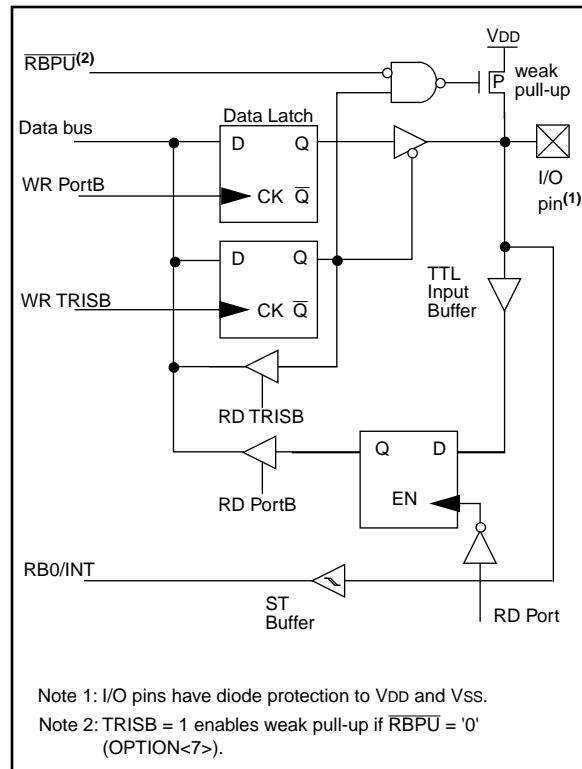 VDD
RBPU(2)
P
weak
pull-up
Data Latch
Data bus
D Q
I/O
pin(1)
WR PortB
CK Q
D Q
TTL
Input
Buffer
WR TRISB
CK Q
RD TRISB
Q D
RD PortB
EN
RB0/INT
ST
Buffer
RD Port
Note 1: I/O pins have diode protection to VDD and VSS.
Note 2: TRISB = 1 enables weak pull-up if RBPU = '0'
(OPTION<7>).